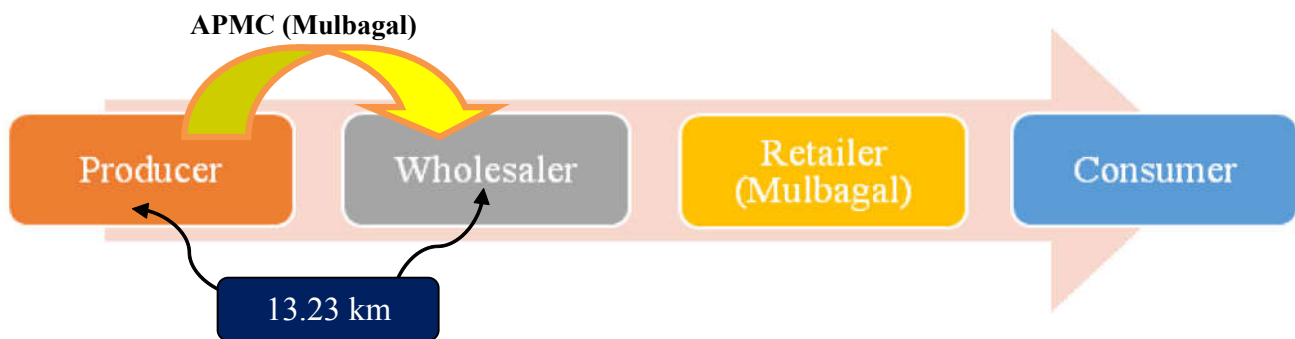 APMC (Mulbagal)
Producer
Wholesaler
Retailer
(Mulbagal)
Consumer
13.23 km